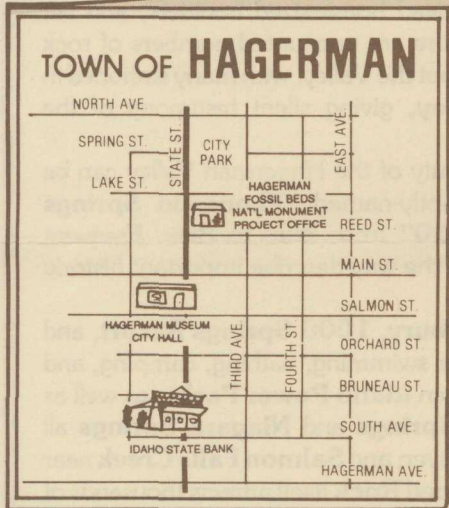 TOWN OF HAGERMAN
NORTH AVE
SPRING ST.
LAKE ST.
STATE ST.
CITY
PARK
EAST AVE
HAGERMAN
FOSSIL BEDS
NAT'L MONUMENT
PROJECT OFFICE
REED ST.
MAIN ST.
SALMON ST.
HAGERMAN MUSEUM
CITY HALL
THIRD AVE
FOURTH ST.
ORCHARD ST.
BRUNEAU ST.
SOUTH AVE
IDAHO STATE BANK
HAGERMAN AVE.